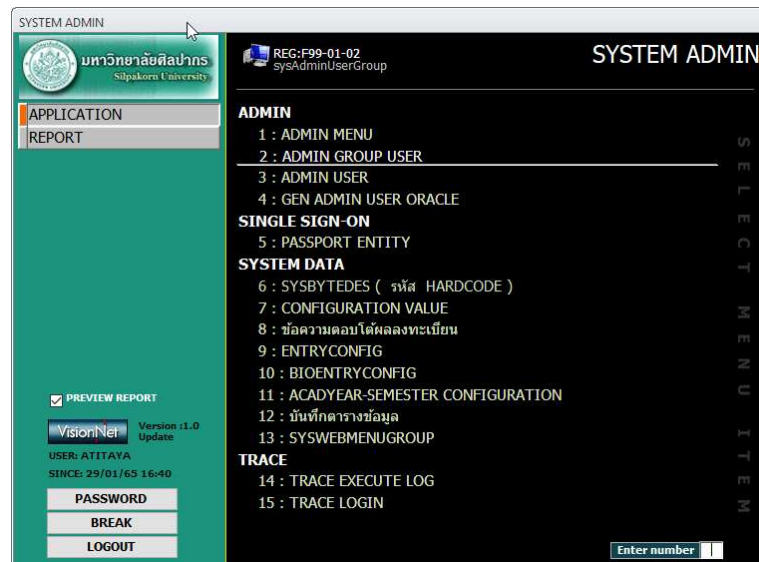 SYSTEM ADMIN
มหาวิทยาลัยศิลปากร
Silpakorn University
APPLICATION
REPORT
PREVIEW REPORT
VisionNet
Version :1.0
Update
USER: ATITAYA
SINCE: 29/01/65 16:40
PASSWORD
BREAK
LOGOUT
REG:F99-01-02
sysAdminUserGroup
SYSTEM ADMIN
ADMIN
1 : ADMIN MENU
2 : ADMIN GROUP USER
3 : ADMIN USER
4 : GEN ADMIN USER ORACLE
SINGLE SIGN-ON
5 : PASSPORT ENTITY
SYSTEM DATA
6 : SYSBYTEDES ( รหัส HARDCODE )
7 : CONFIGURATION VALUE
8 : ข้อความตอบโต้ผลลงทะเบียน
9 : ENTRYCONFIG
10 : BIOENTRYCONFIG
11 : ACADYEAR-SEMESTER CONFIGURATION
12 : บันทึกตารางข้อมูล
13 : SYSWEBMENUGROUP
TRACE
14 : TRACE EXECUTE LOG
15 : TRACE LOGIN
SELECT MENU ITEM
Enter number